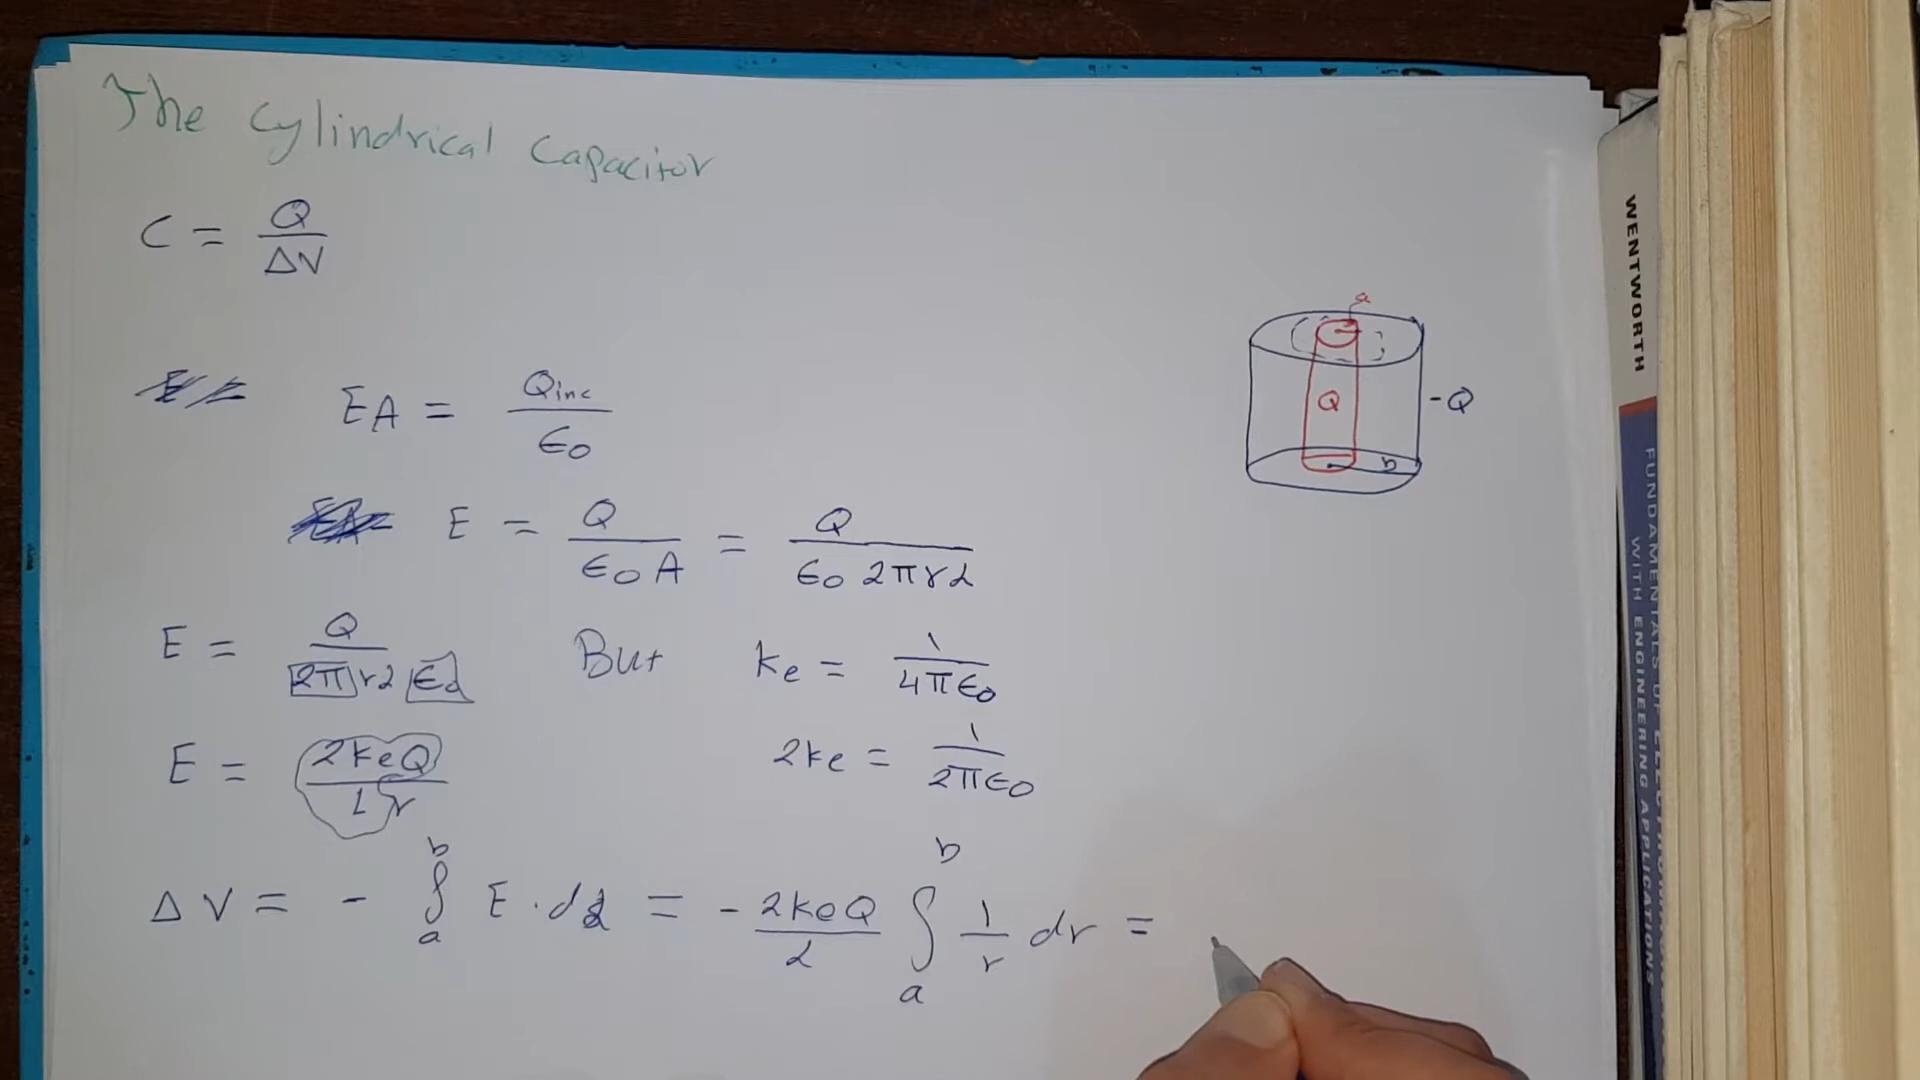 The Cylindrical Capacitor
C = Q / ΔV
EA = Qinc / ϵ0
E = Q / ϵ0 A = Q / ϵ0 2πrL
E = Q / 2πrL ϵ0 But ke = 1 / 4πϵ0
E = 2keQ / Lr 2ke = 1 / 2πϵ0
ΔV = - ∫ₐᵇ E · dL = - 2keQ / L ∫ₐᵇ 1/r dr =
a
Q
-Q
b
WENTWORTH
FUNDAMENTALS OF
WITH ENGINEERING APPLICATIONS